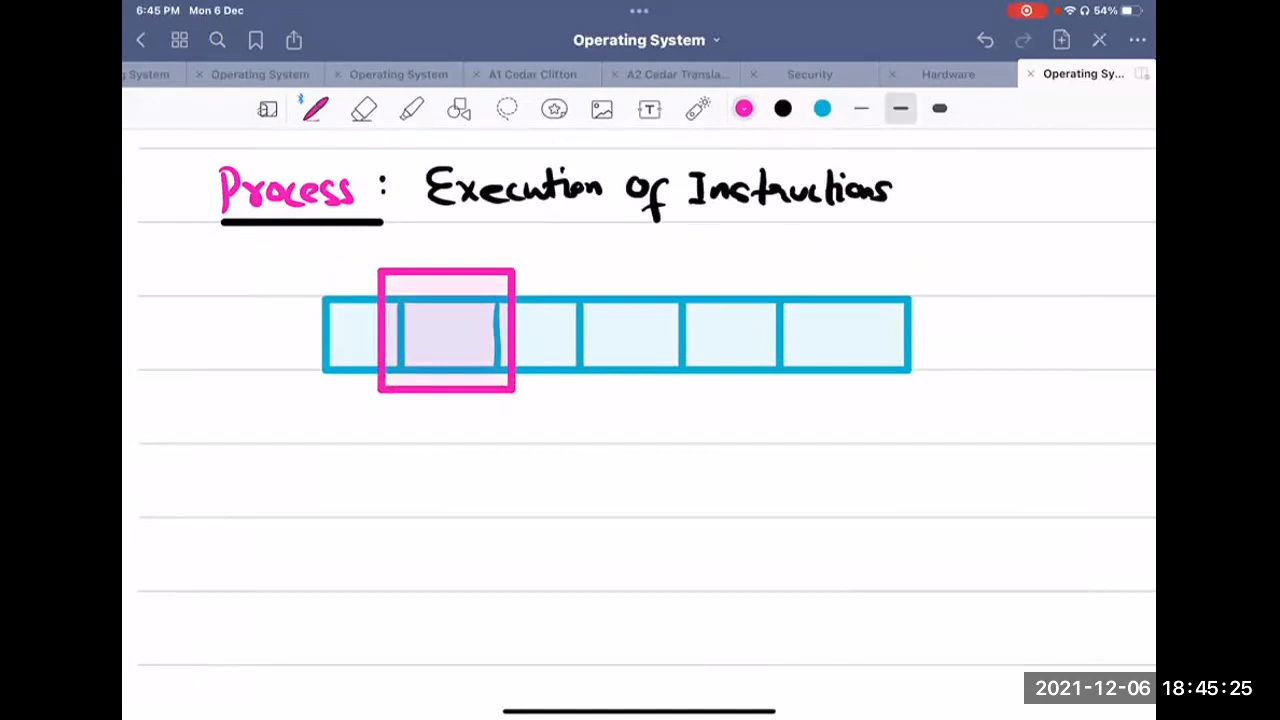 6:45 PM Mon 6 Dec
54%
Operating System
g System
Operating System
Operating System
A1 Cedar Clifton
A2 Cedar Transla...
Security
Hardware
Operating Sy...
Process : Execution of Instructions
2021-12-06 18:45:25